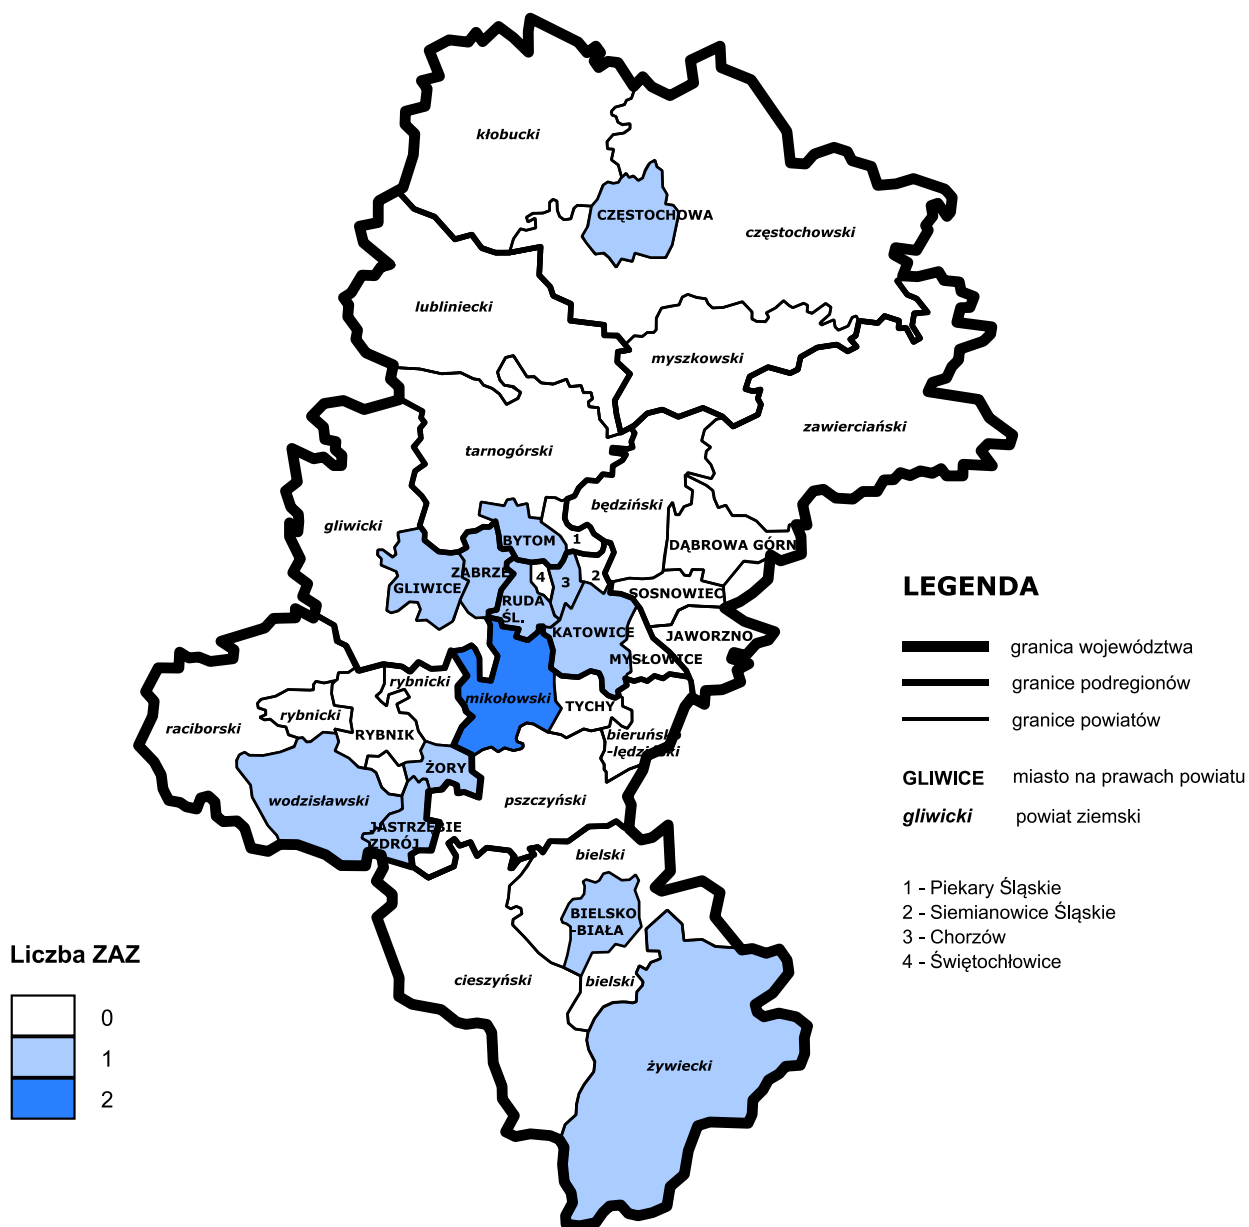 kłobucki
CZĘSTOCHOWA
częstochowski
lubliniecki
myszkowski
zawierciański
tarnogórski
będziński
gliwicki
BYTOM
1
DĄBROWA GÓRN
ZABRZE
GLIWICE
4
3
2
RUDA
ŚL.
SOSNOWIEC
KATOWICE
JAWORZNO
MYSŁOWICE
rybnicki
mikołowski
raciborski
rybnicki
TYCHY
RYBNIK
bieruńsko
-lędziński
ŻORY
wodzisławski
pszczyński
JASTRZĘBIE
ZDRÓJ
bielski
BIELSKO
-BIAŁA
cieszyński
bielski
żywiecki
LEGENDA
granica województwa
granice podregionów
granice powiatów
GLIWICE miasto na prawach powiatu
gliwicki powiat ziemski
1 - Piekary Śląskie
2 - Siemianowice Śląskie
3 - Chorzów
4 - Świętochłowice
Liczba ZAZ
0
1
2